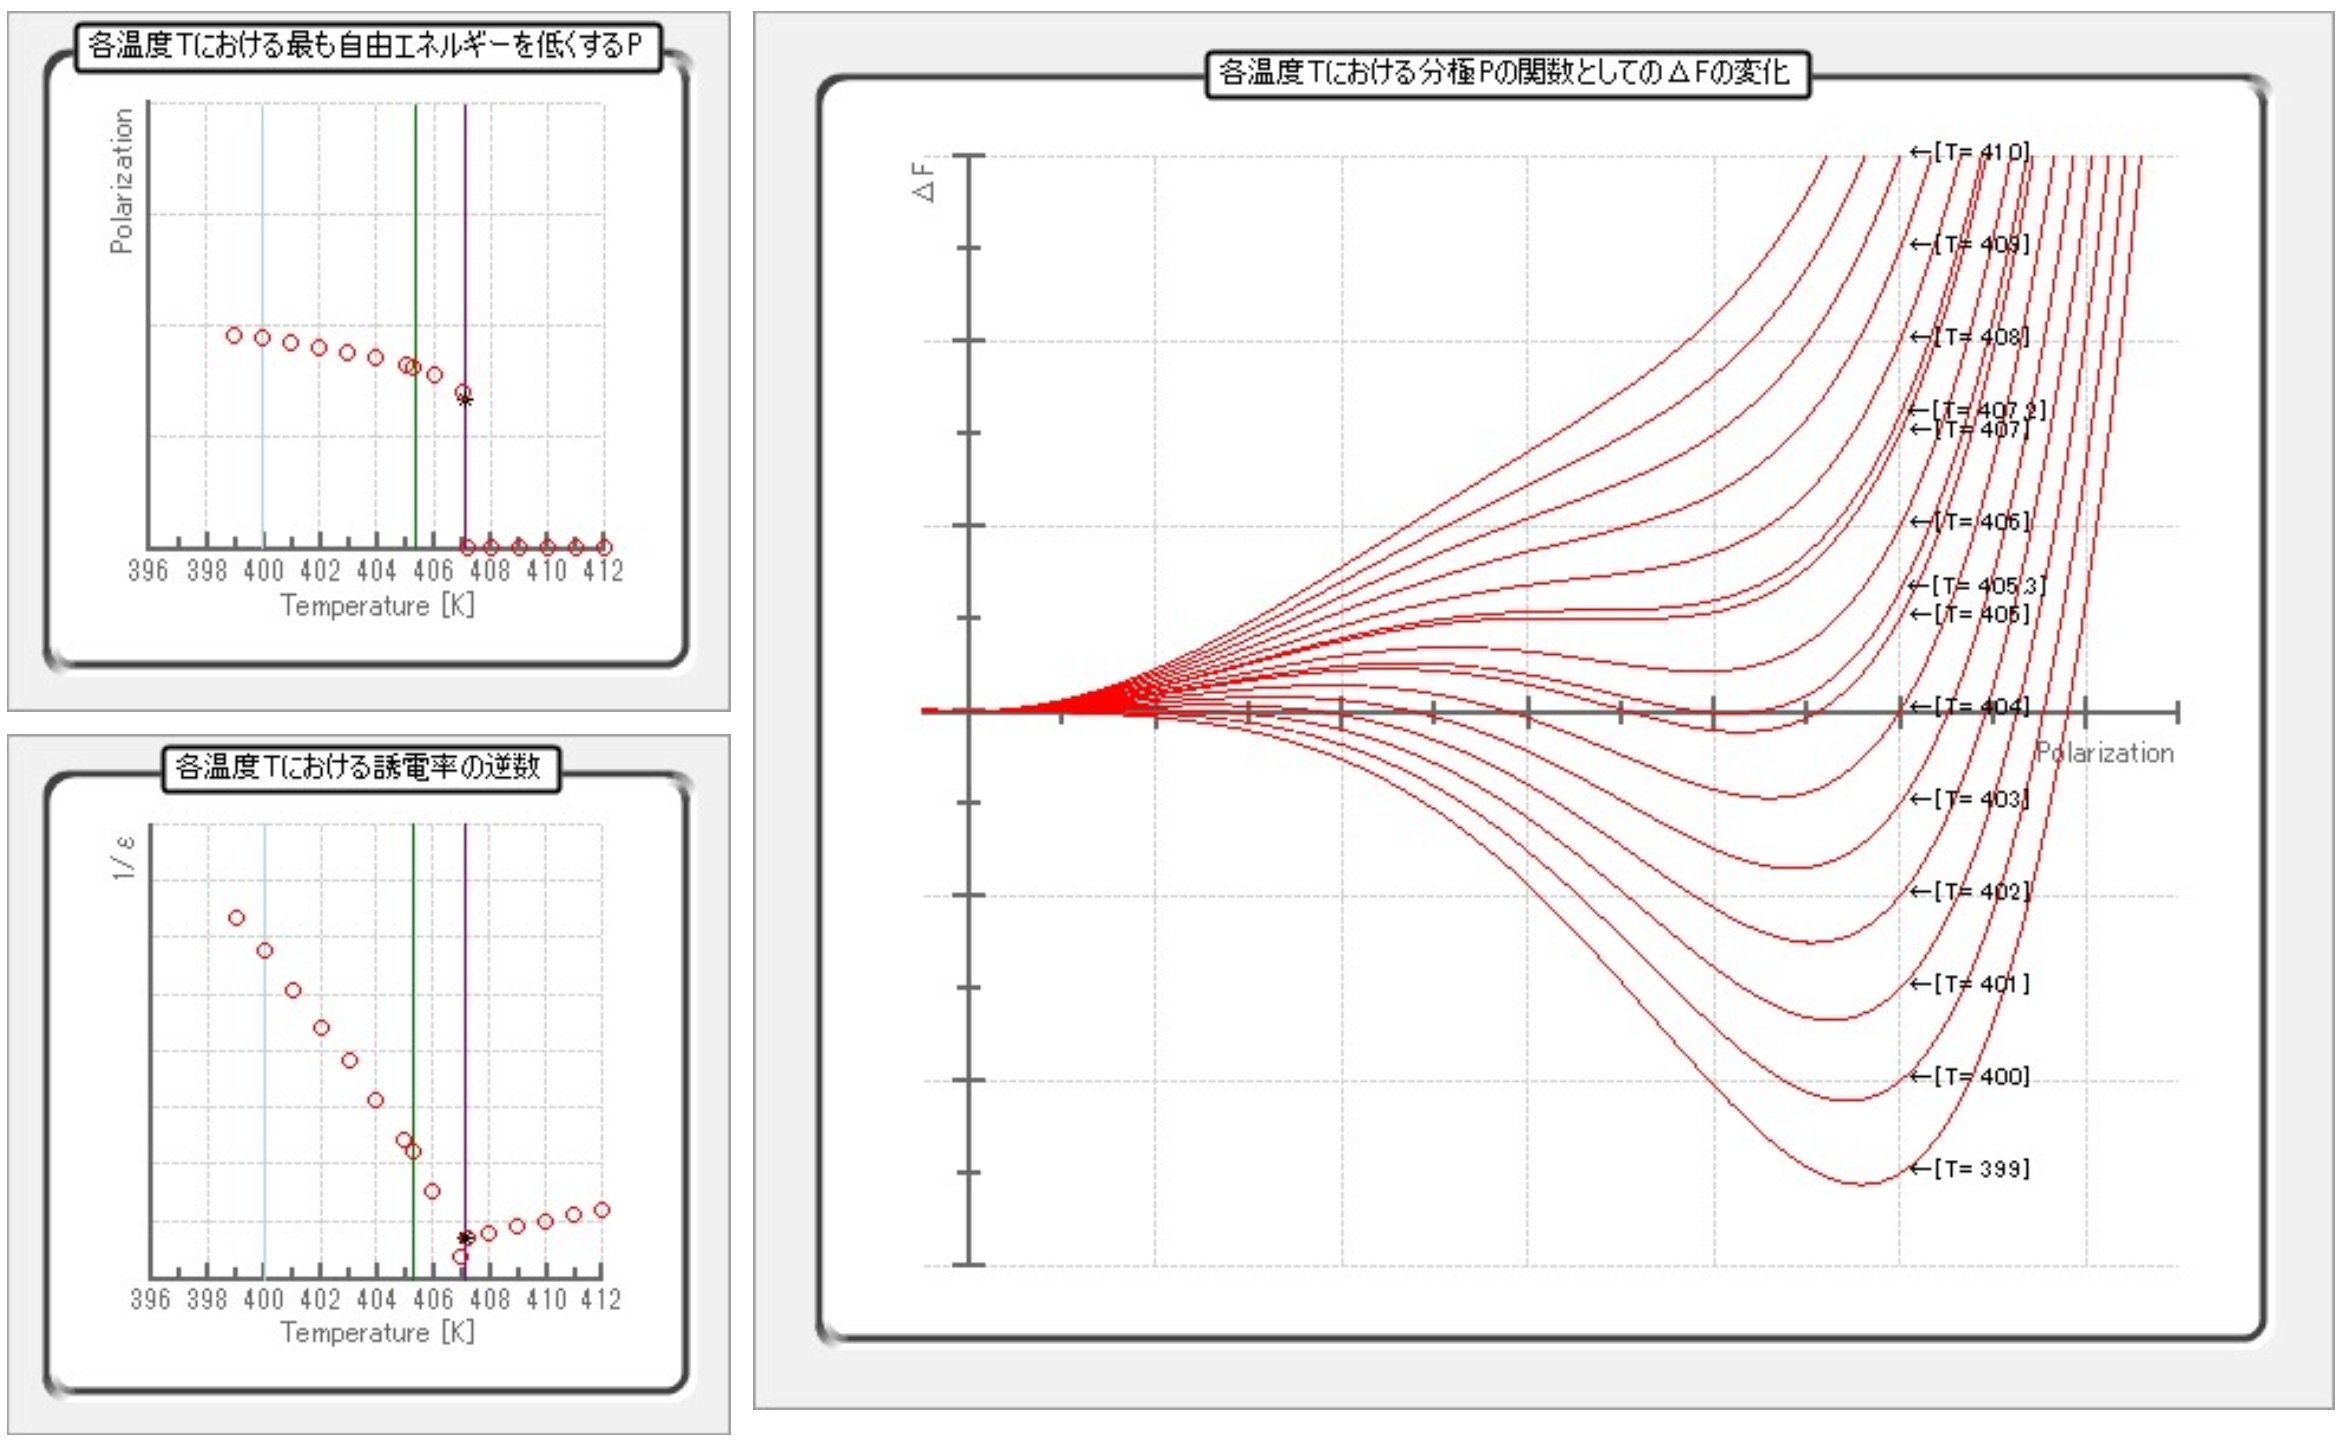 各温度Tにおける最も自由エネルギーを低くするP
Polarization
396 398 400 402 404 406 408 410 412
Temperature [K]
各温度Tにおける誘電率の逆数
1/ε
396 398 400 402 404 406 408 410 412
Temperature [K]
各温度Tにおける分極Pの関数としてのΔFの変化
ΔF
←[T= 410]
←[T= 409]
←[T= 408]
←[T= 407.2]
←[T= 407]
←[T= 406]
←[T= 405.3]
←[T= 405]
←[T= 404]
Polarization
←[T= 403]
←[T= 402]
←[T= 401]
←[T= 400]
←[T= 399]